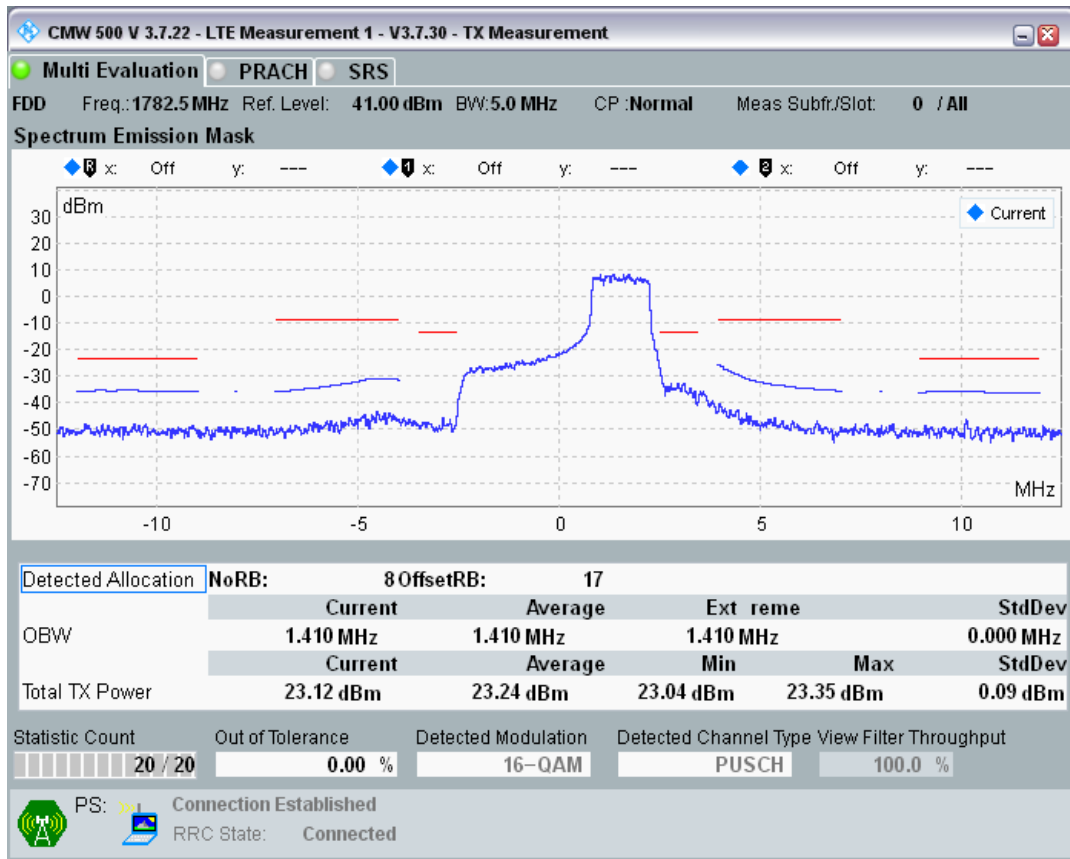 CMW 500 V 3.7.22 - LTE Measurement 1 - V3.7.30 - TX Measurement
Multi Evaluation PRACH SRS
FDD Freq.: 1782.5 MHz Ref. Level: 41.00 dBm BW: 5.0 MHz CP : Normal Meas Subfr./Slot: 0 / All
Spectrum Emission Mask
R x: Off y: --- 1 x: Off y: --- 2 x: Off y: ---
dBm
Current
30
20
10
0
-10
-20
-30
-40
-50
-60
-70
MHz
-10 -5 0 5 10
Detected Allocation NoRB: 8 OffsetRB: 17
Current Average Ext reme StdDev
OBW 1.410 MHz 1.410 MHz 1.410 MHz 0.000 MHz
Current Average Min Max StdDev
Total TX Power 23.12 dBm 23.24 dBm 23.04 dBm 23.35 dBm 0.09 dBm
Statistic Count Out of Tolerance Detected Modulation Detected Channel Type View Filter Throughput
20 / 20 0.00 % 16-QAM PUSCH 100.0 %
PS: Connection Established
RRC State: Connected